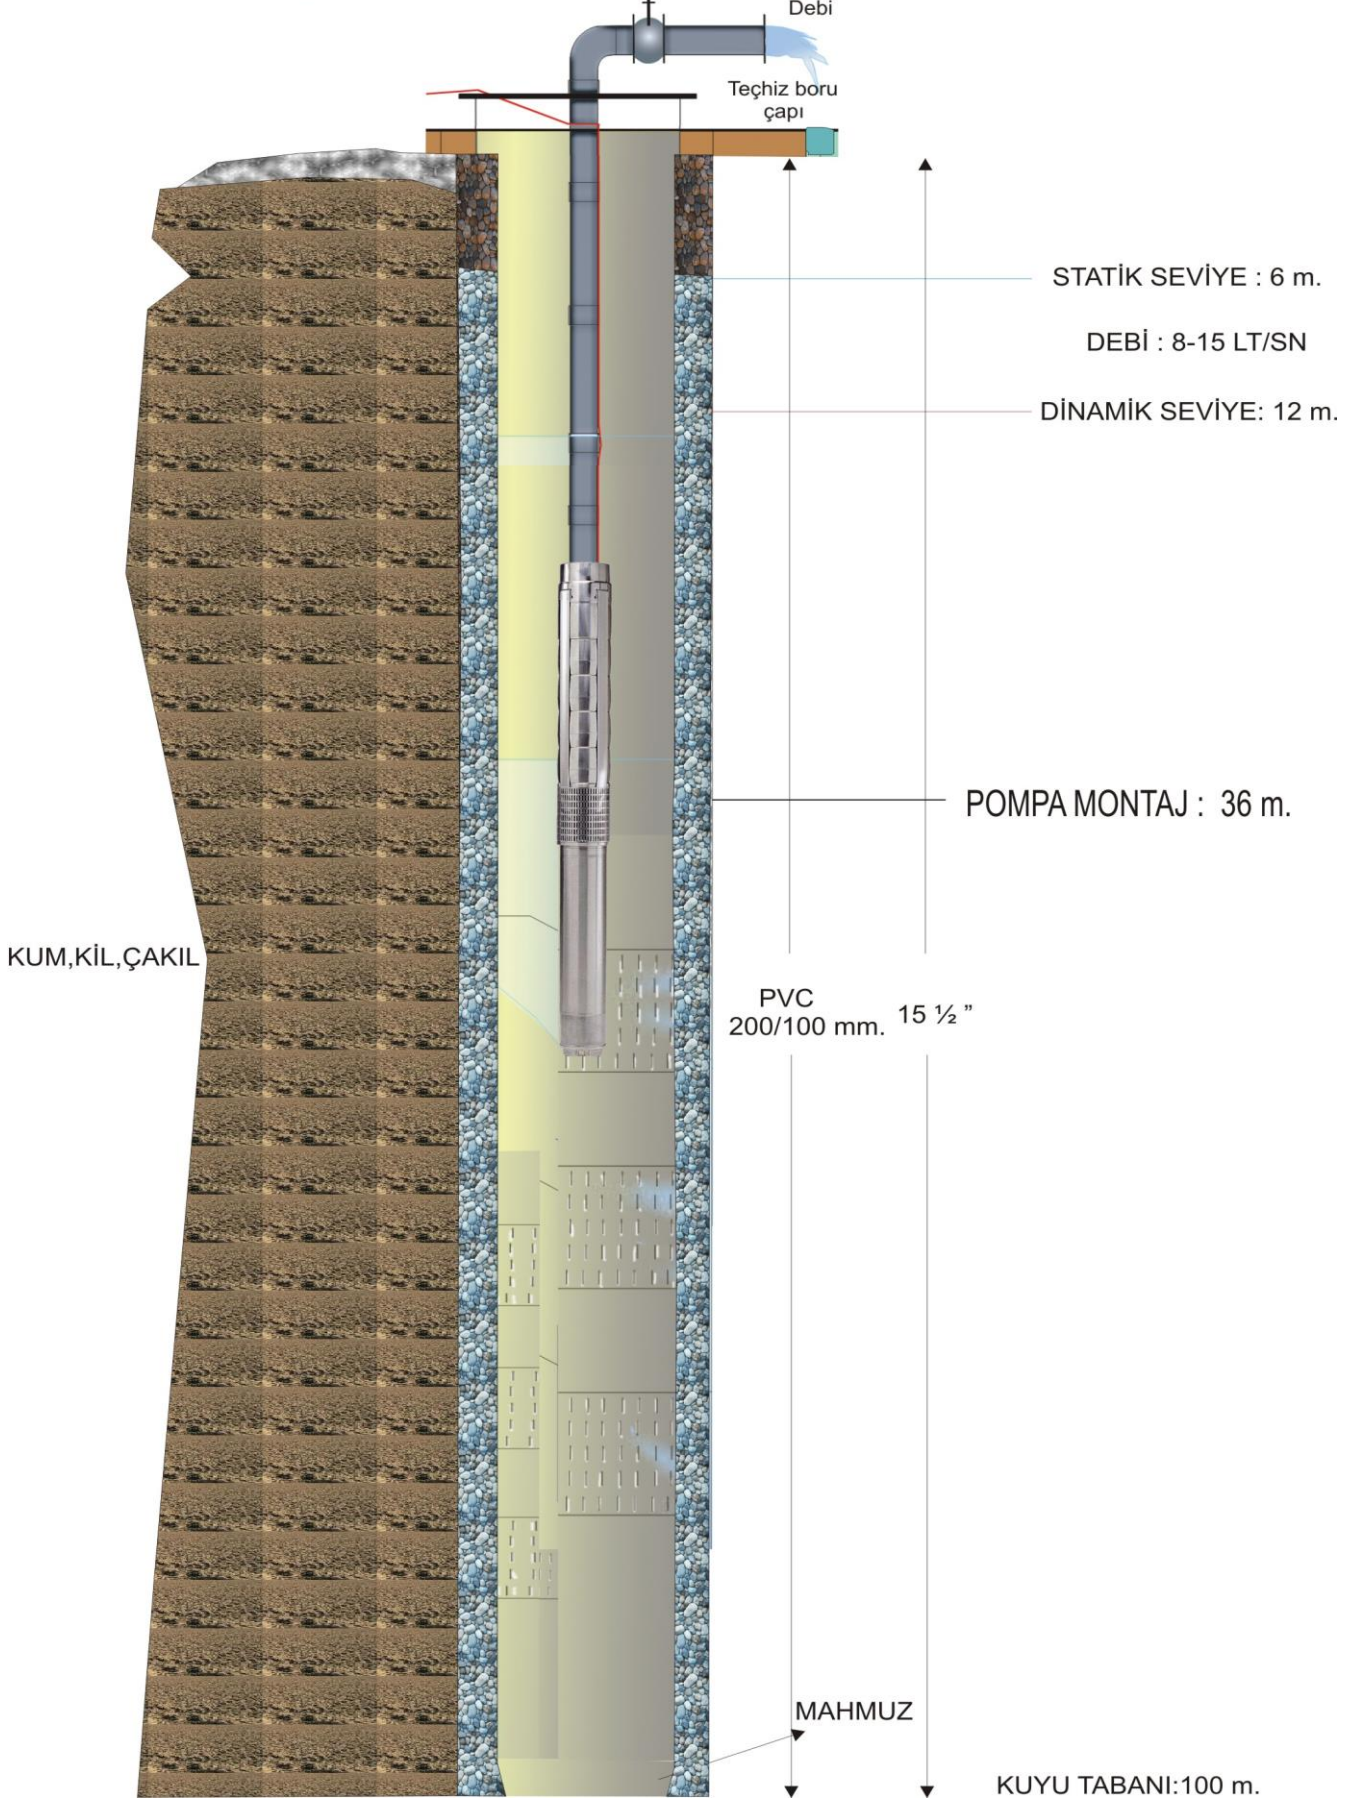 Debi
Teçhiz boru
çapı
STATİK SEVİYE : 6 m.
DEBİ : 8-15 LT/SN
DİNAMİK SEVİYE: 12 m.
POMPA MONTAJ : 36 m.
KUM,KİL,ÇAKIL
PVC
200/100 mm.
15 ½ ”
MAHMUZ
KUYU TABANI:100 m.